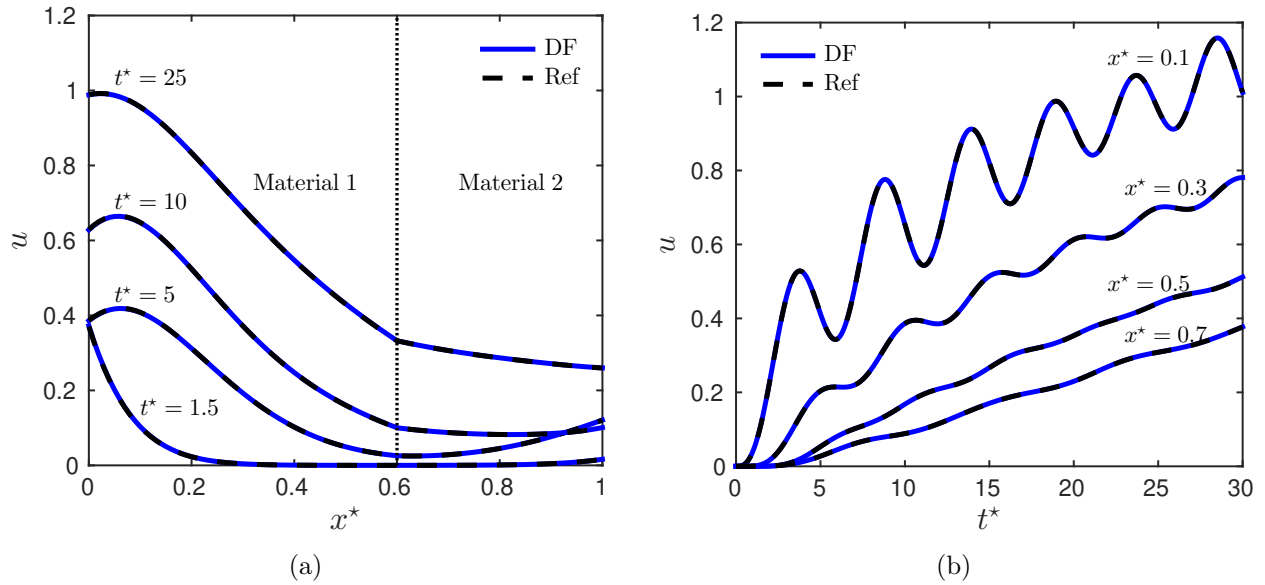 1.2
1
0.8
0.6
0.4
0.2
0
u
DF
Ref
t* = 25
Material 1
Material 2
t* = 10
t* = 5
t* = 1.5
0
0.2
0.4
0.6
0.8
1
x*
(a)
1.2
1
0.8
0.6
0.4
0.2
0
u
DF
Ref
x* = 0.1
x* = 0.3
x* = 0.5
x* = 0.7
0
5
10
15
20
25
30
t*
(b)